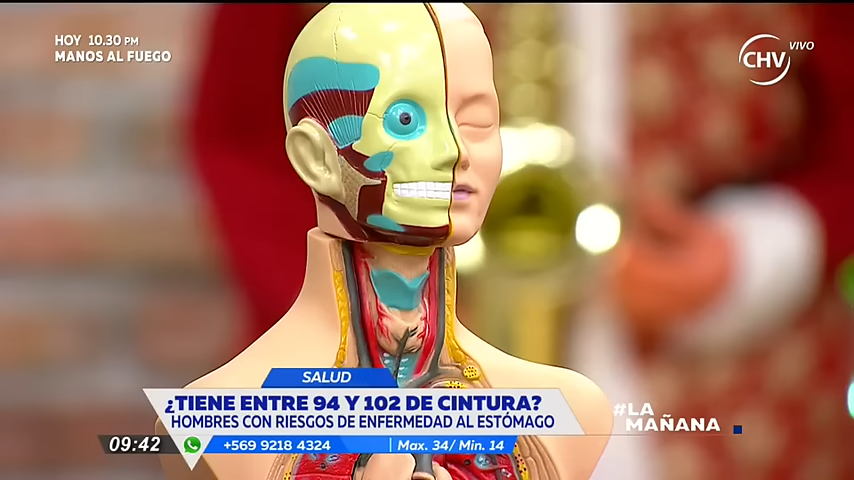 HOY 10.30 PM
MANOS AL FUEGO
CHV VIVO
SALUD
¿TIENE ENTRE 94 Y 102 DE CINTURA?
HOMBRES CON RIESGOS DE ENFERMEDAD AL ESTÓMAGO
#LA
MAÑANA
09:42
+569 9218 4324
Max. 34/ Min. 14